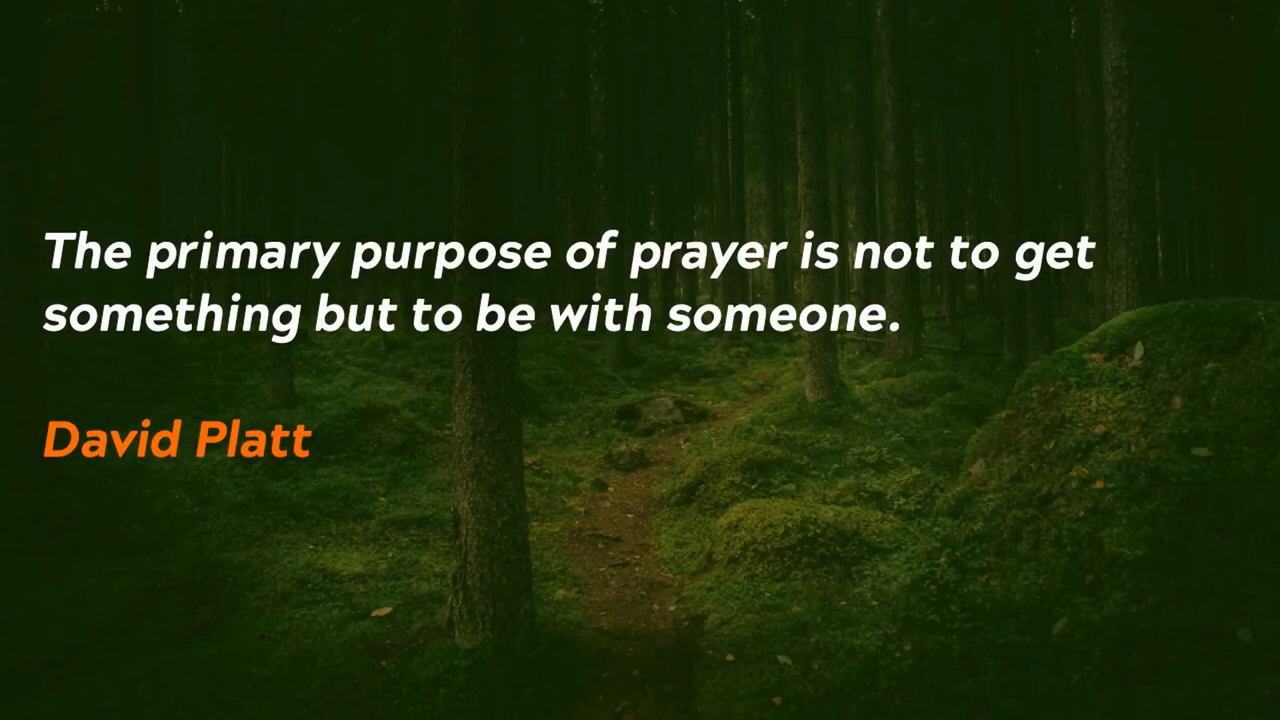 The primary purpose of prayer is not to get
something but to be with someone.
David Platt